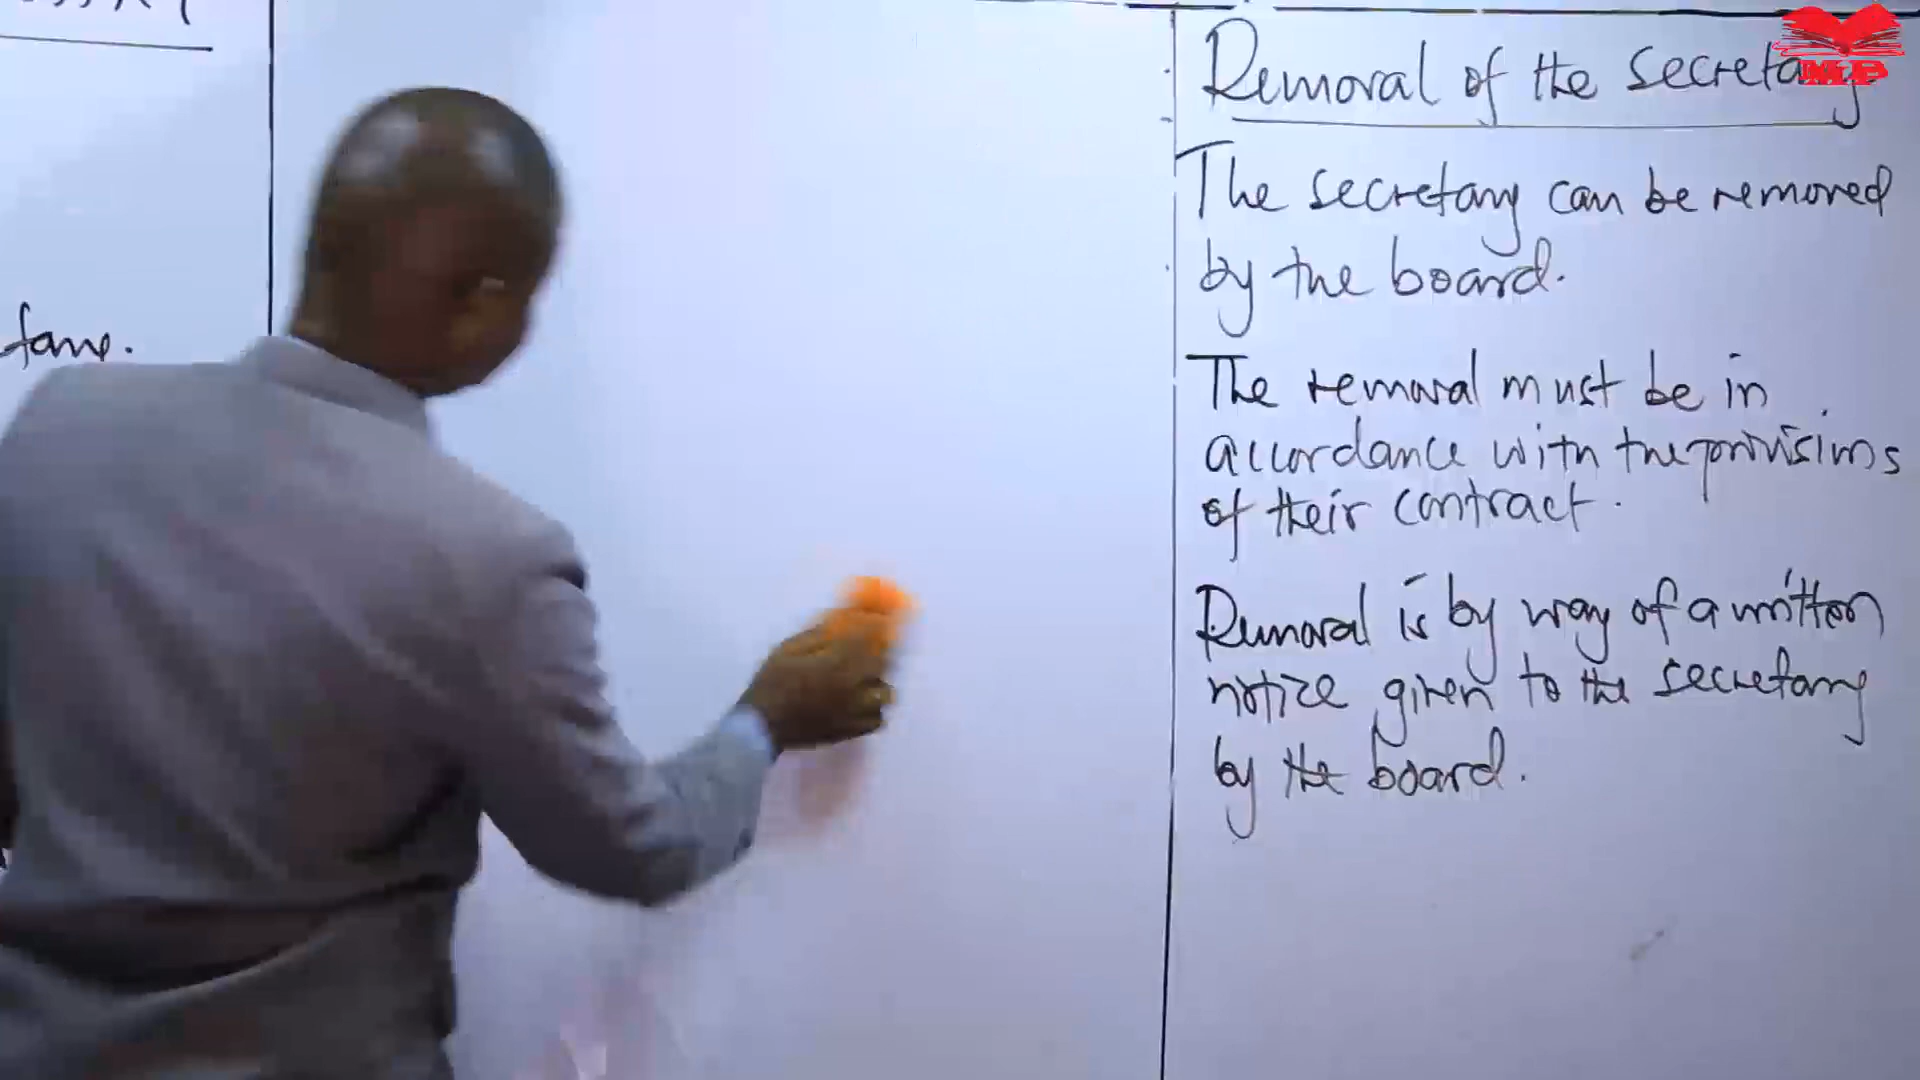 fame.
Removal of the secretary
The secretary can be removed
by the board.
The removal must be in
accordance with the provisions
of their contract.
Removal is by way of a written
notice given to the secretary
by the board.
MB